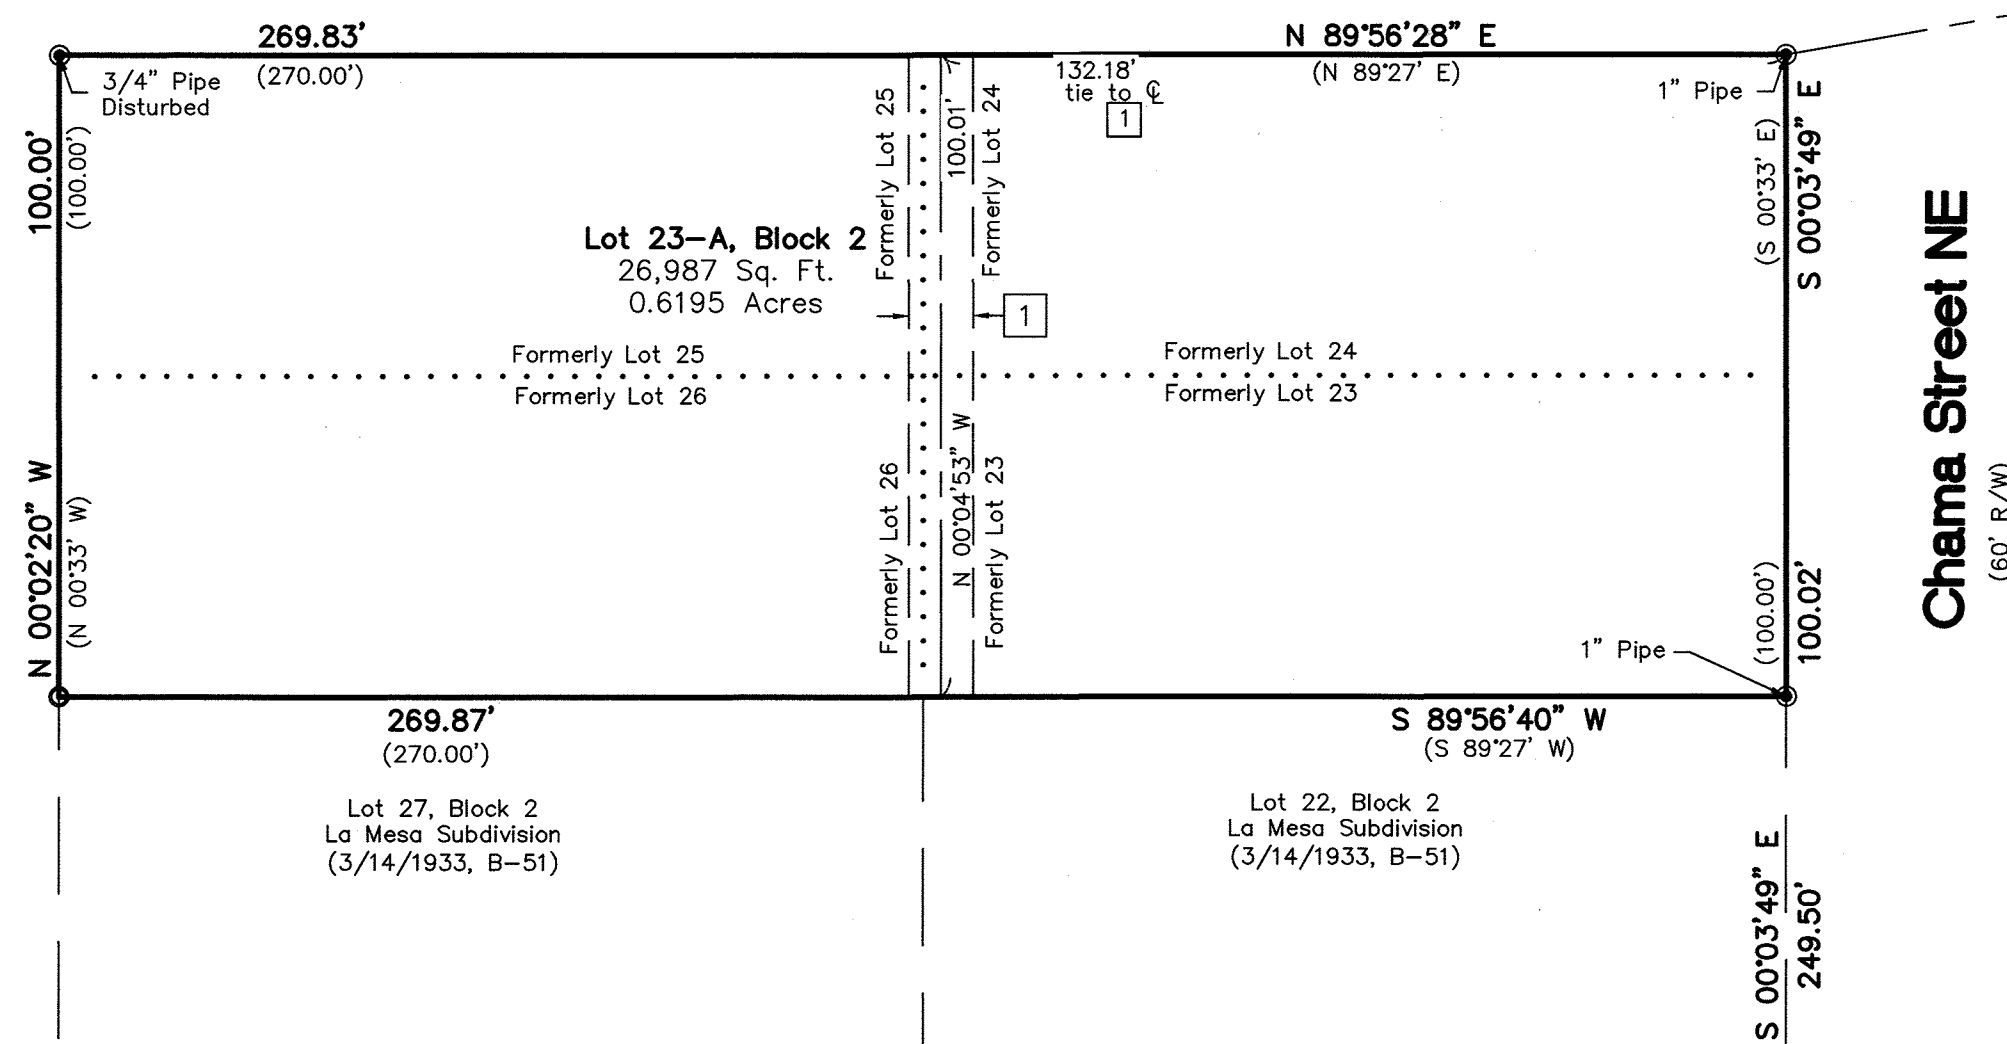 269.83'
(270.00')
N 89°56'28" E
(N 89°27' E)
3/4" Pipe
Disturbed
132.18'
tie to ℄
1
1" Pipe
100.00'
(100.00')
N 00°02'20" W
(N 00°33' W)
Formerly Lot 25
100.01'
Formerly Lot 24
Lot 23-A, Block 2
26,987 Sq. Ft.
0.6195 Acres
1
Formerly Lot 25
Formerly Lot 26
Formerly Lot 24
Formerly Lot 23
Formerly Lot 26
N 00°04'53" W
Formerly Lot 23
(S 00°33' E)
S 00°03'49" E
(100.00')
100.02'
1" Pipe
Chama Street NE
(60' R/W)
269.87'
(270.00')
S 89°56'40" W
(S 89°27' W)
Lot 27, Block 2
La Mesa Subdivision
(3/14/1933, B-51)
Lot 22, Block 2
La Mesa Subdivision
(3/14/1933, B-51)
S 00°03'49" E
249.50'